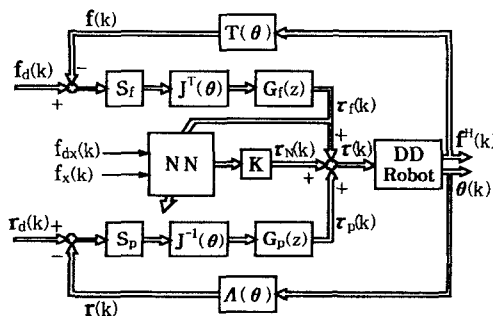 f(k)
T(θ)
f_d(k)
−
+
S_f
J^T(θ)
G_f(z)
τ_f(k)
f_dx(k)
f_x(k)
NN
K
τ_N(k)
+
+
+
τ(k)
DD
Robot
f^H(k)
θ(k)
r_d(k)
+
−
S_p
J^-1(θ)
G_p(z)
τ_p(k)
r(k)
Λ(θ)